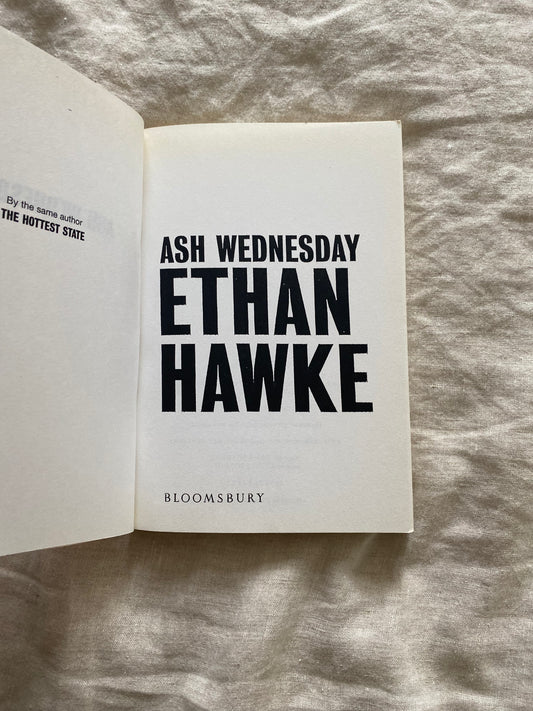 By the same author
THE HOTTEST STATE
ASH WEDNESDAY
ETHAN
HAWKE
BLOOMSBURY